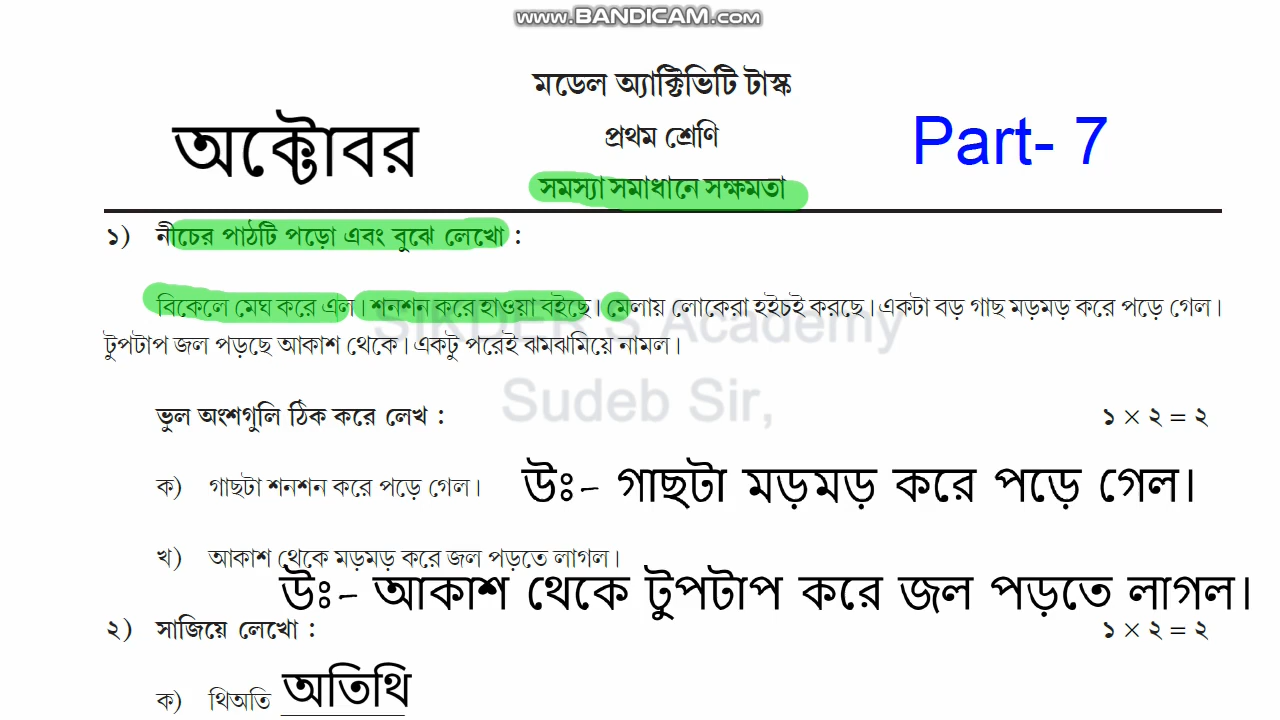 www.BANDICAM.com
মডেল অ্যাক্টিভিটি টাস্ক
অক্টোবর
প্রথম শ্রেণি
Part- 7
সমস্যা সমাধানে সক্ষমতা
১) নীচের পাঠটি পড়ো এবং বুঝে লেখো :
বিকেলে মেঘ করে এল। শনশন করে হাওয়া বইছে। মেলায় লোকেরা হইচই করছে। একটা বড় গাছ মড়মড় করে পড়ে গেল।
টুপটাপ জল পড়ছে আকাশ থেকে। একটু পরেই ঝমঝমিয়ে নামল।
SIKDER'S Academy
Sudeb Sir,
ভুল অংশগুলি ঠিক করে লেখ : ১ × ২ = ২
ক) গাছটা শনশন করে পড়ে গেল। উঃ- গাছটা মড়মড় করে পড়ে গেল।
খ) আকাশ থেকে মড়মড় করে জল পড়তে লাগল।
উঃ- আকাশ থেকে টুপটাপ করে জল পড়তে লাগল।
২) সাজিয়ে লেখো : ১ × ২ = ২
ক) থিঅতি অতিথি